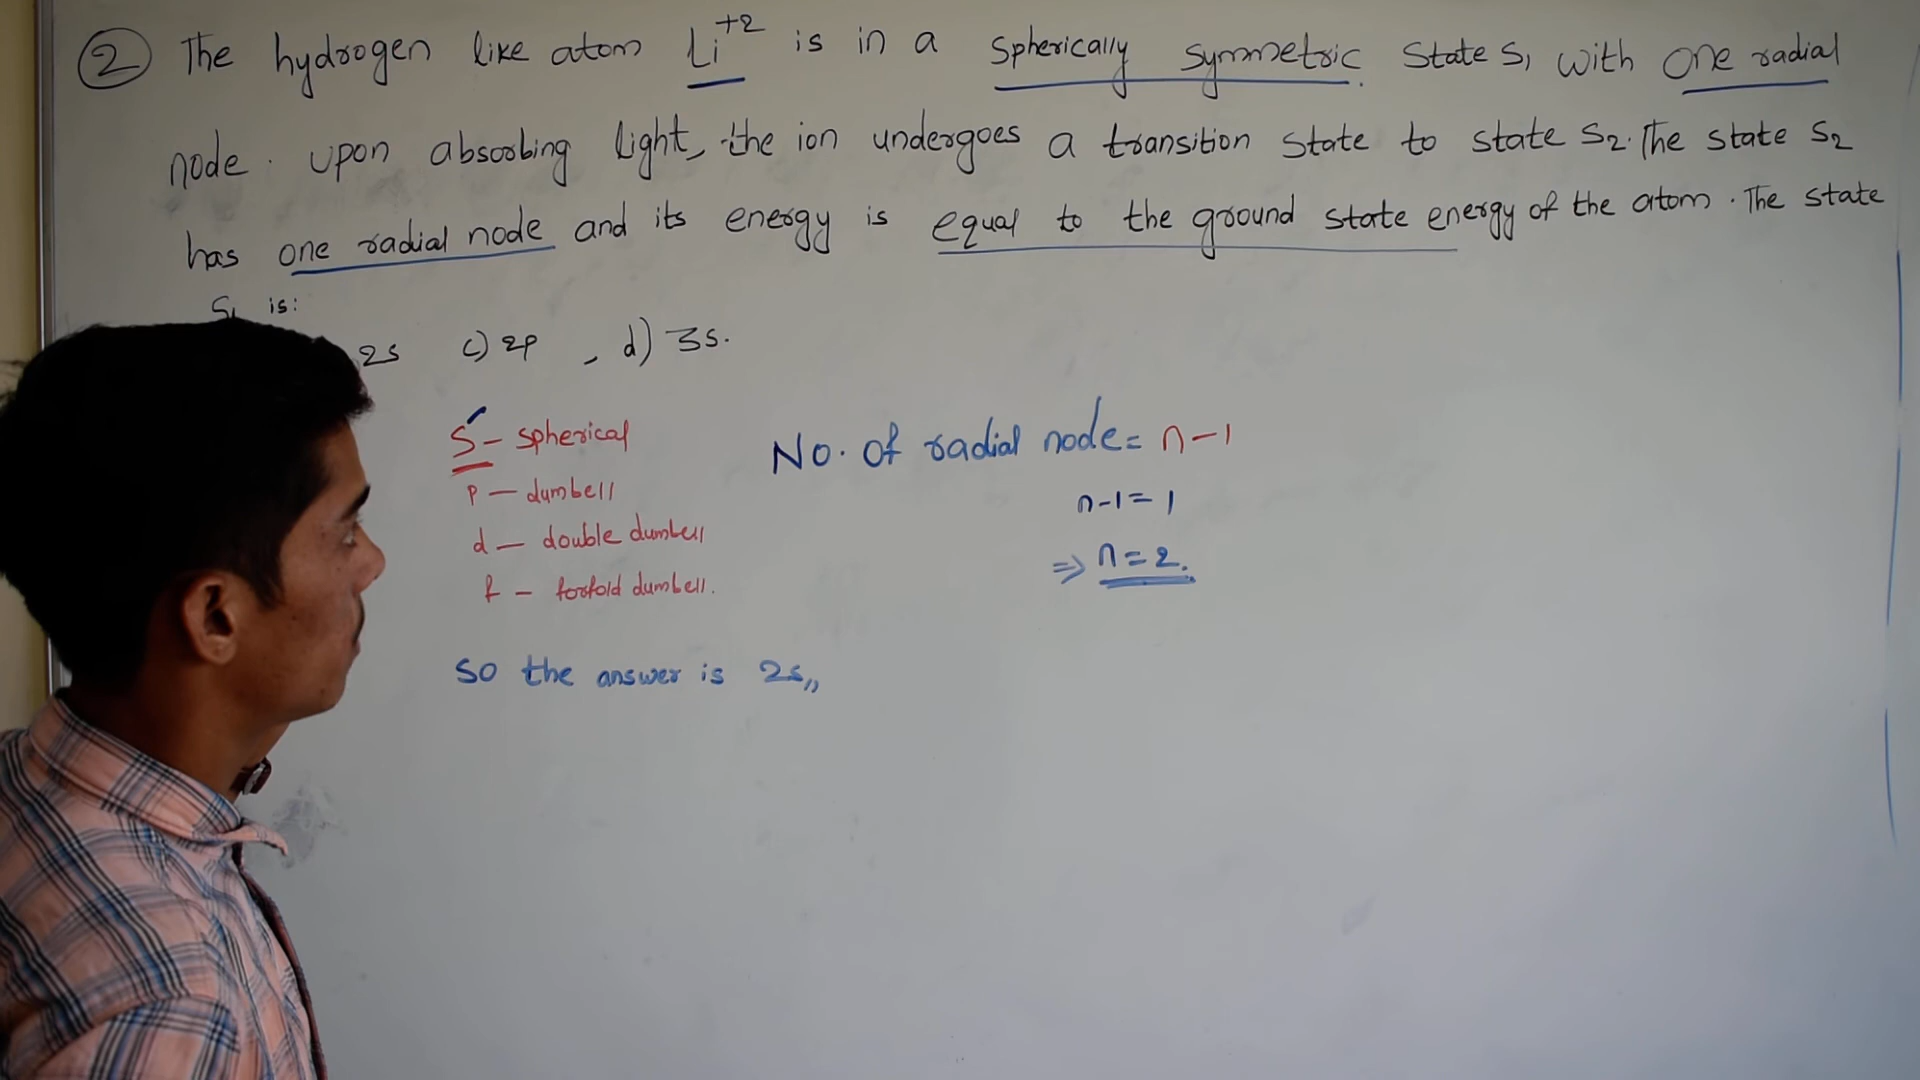 ② The hydrogen like atom Li+2 is in a spherically symmetric. State S1 with one radial
node. upon absorbing light, the ion undergoes a transition state to state S2. The state S2
has one radial node and its energy is equal to the ground state energy of the atom. The state
S1 is:
2s c) 2p , d) 3s.
S - spherical
p - dumbell
d - double dumbell
f - forfold dumbell.
No. of radial node = n-1
n-1 = 1
⇒ n = 2.
so the answer is 2s,,